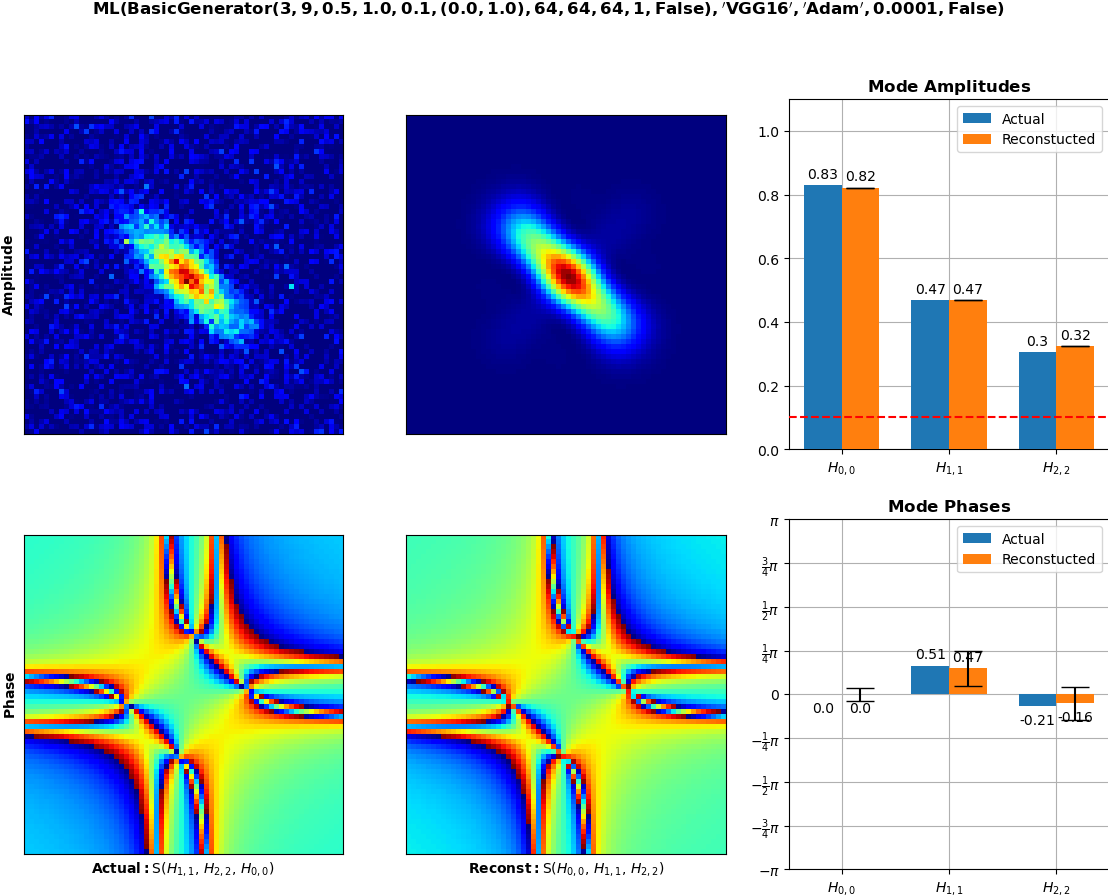 ML(BasicGenerator(3, 9, 0.5, 1.0, 0.1, (0.0, 1.0), 64, 64, 64, 1, False), ′VGG16′, ′Adam′, 0.0001, False)
Amplitude
Mode Amplitudes
Actual
Reconstucted
1.0
0.8
0.6
0.4
0.2
0.0
0.83 0.82
0.47 0.47
0.3 0.32
H0,0 H1,1 H2,2
Phase
Actual: S(H1,1, H2,2, H0,0)
Reconst: S(H0,0, H1,1, H2,2)
Mode Phases
Actual
Reconstucted
π
3/4π
1/2π
1/4π
0
−1/4π
−1/2π
−3/4π
−π
0.0 0.0
0.51 0.47
-0.21 -0.16
H0,0 H1,1 H2,2